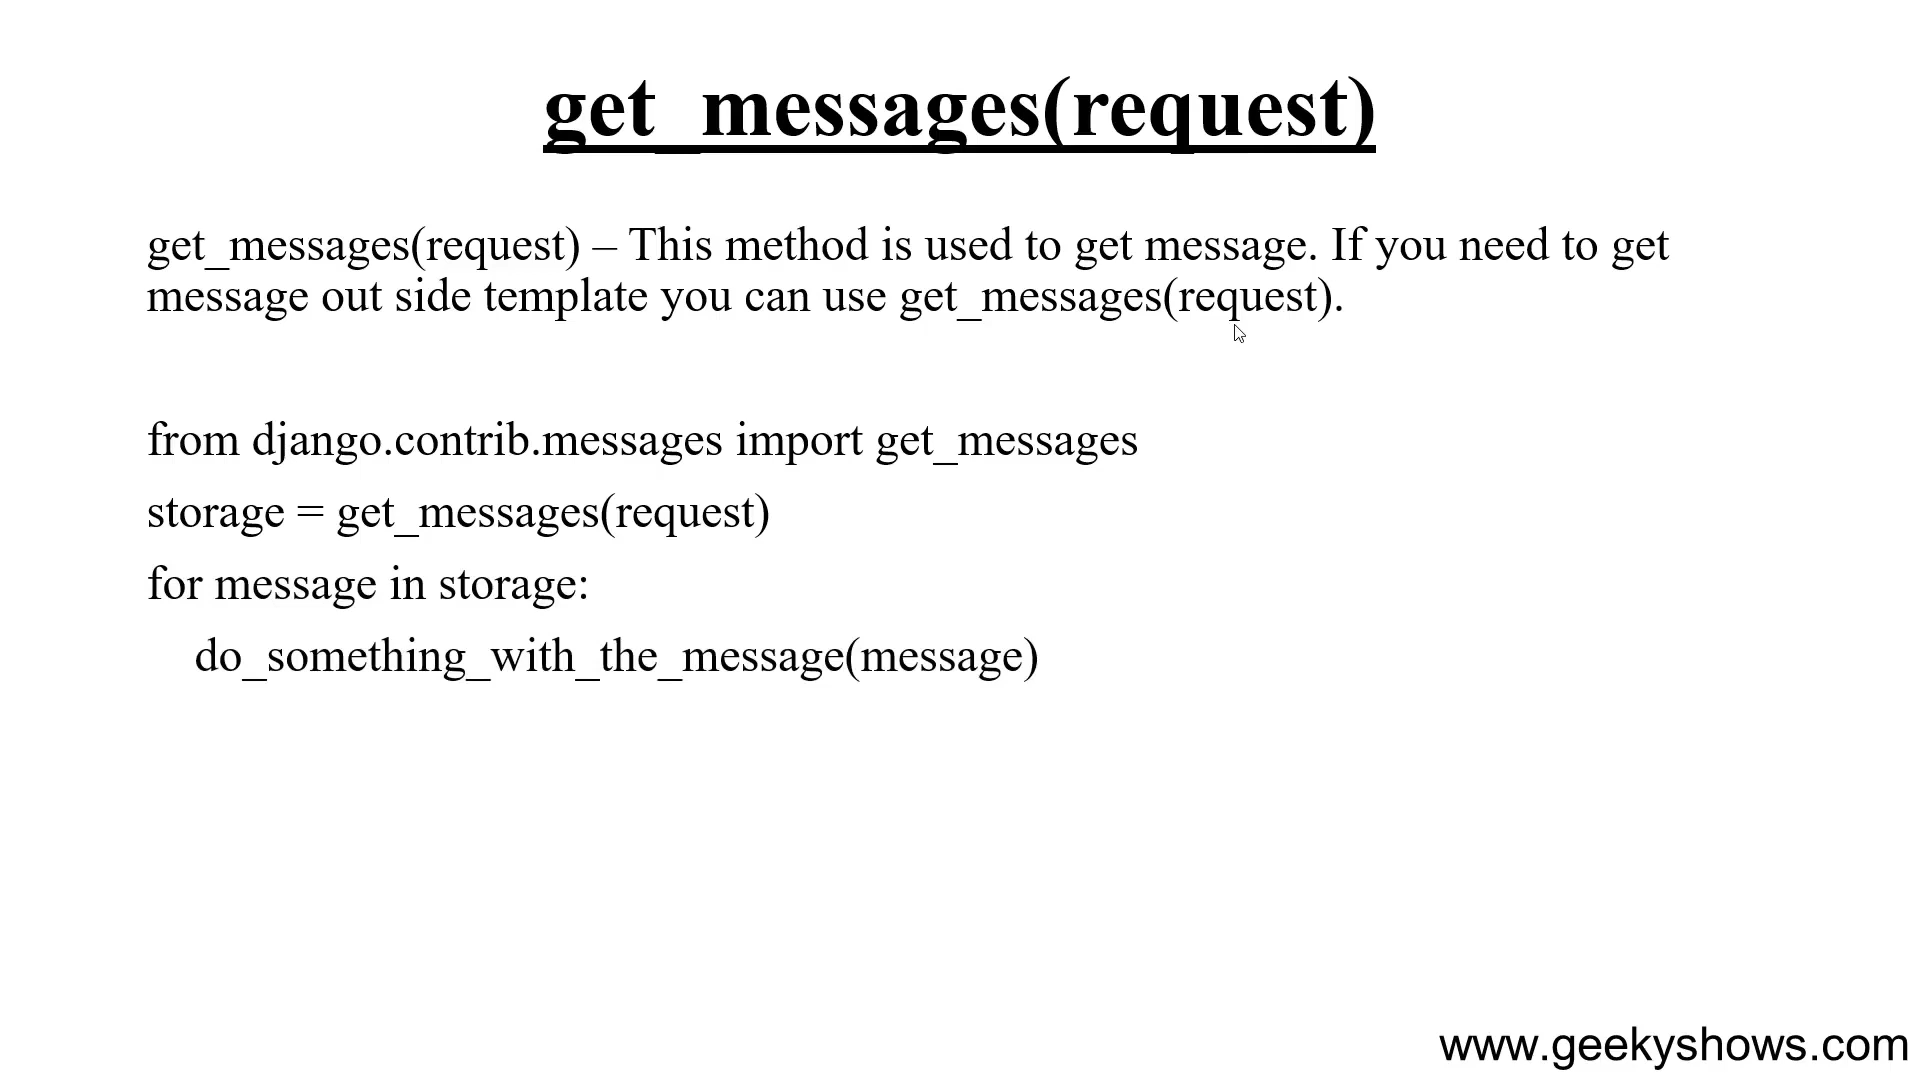 get_messages(request)
get_messages(request) – This method is used to get message. If you need to get
message out side template you can use get_messages(request).
from django.contrib.messages import get_messages
storage = get_messages(request)
for message in storage:
do_something_with_the_message(message)
www.geekyshows.com